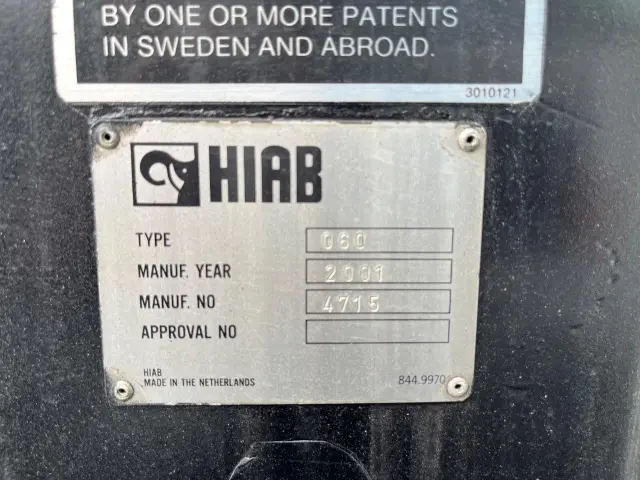 BY ONE OR MORE PATENTS
IN SWEDEN AND ABROAD.
3010121
HIAB
TYPE 060
MANUF. YEAR 2001
MANUF. NO 4715
APPROVAL NO
HIAB
MADE IN THE NETHERLANDS
844.9970